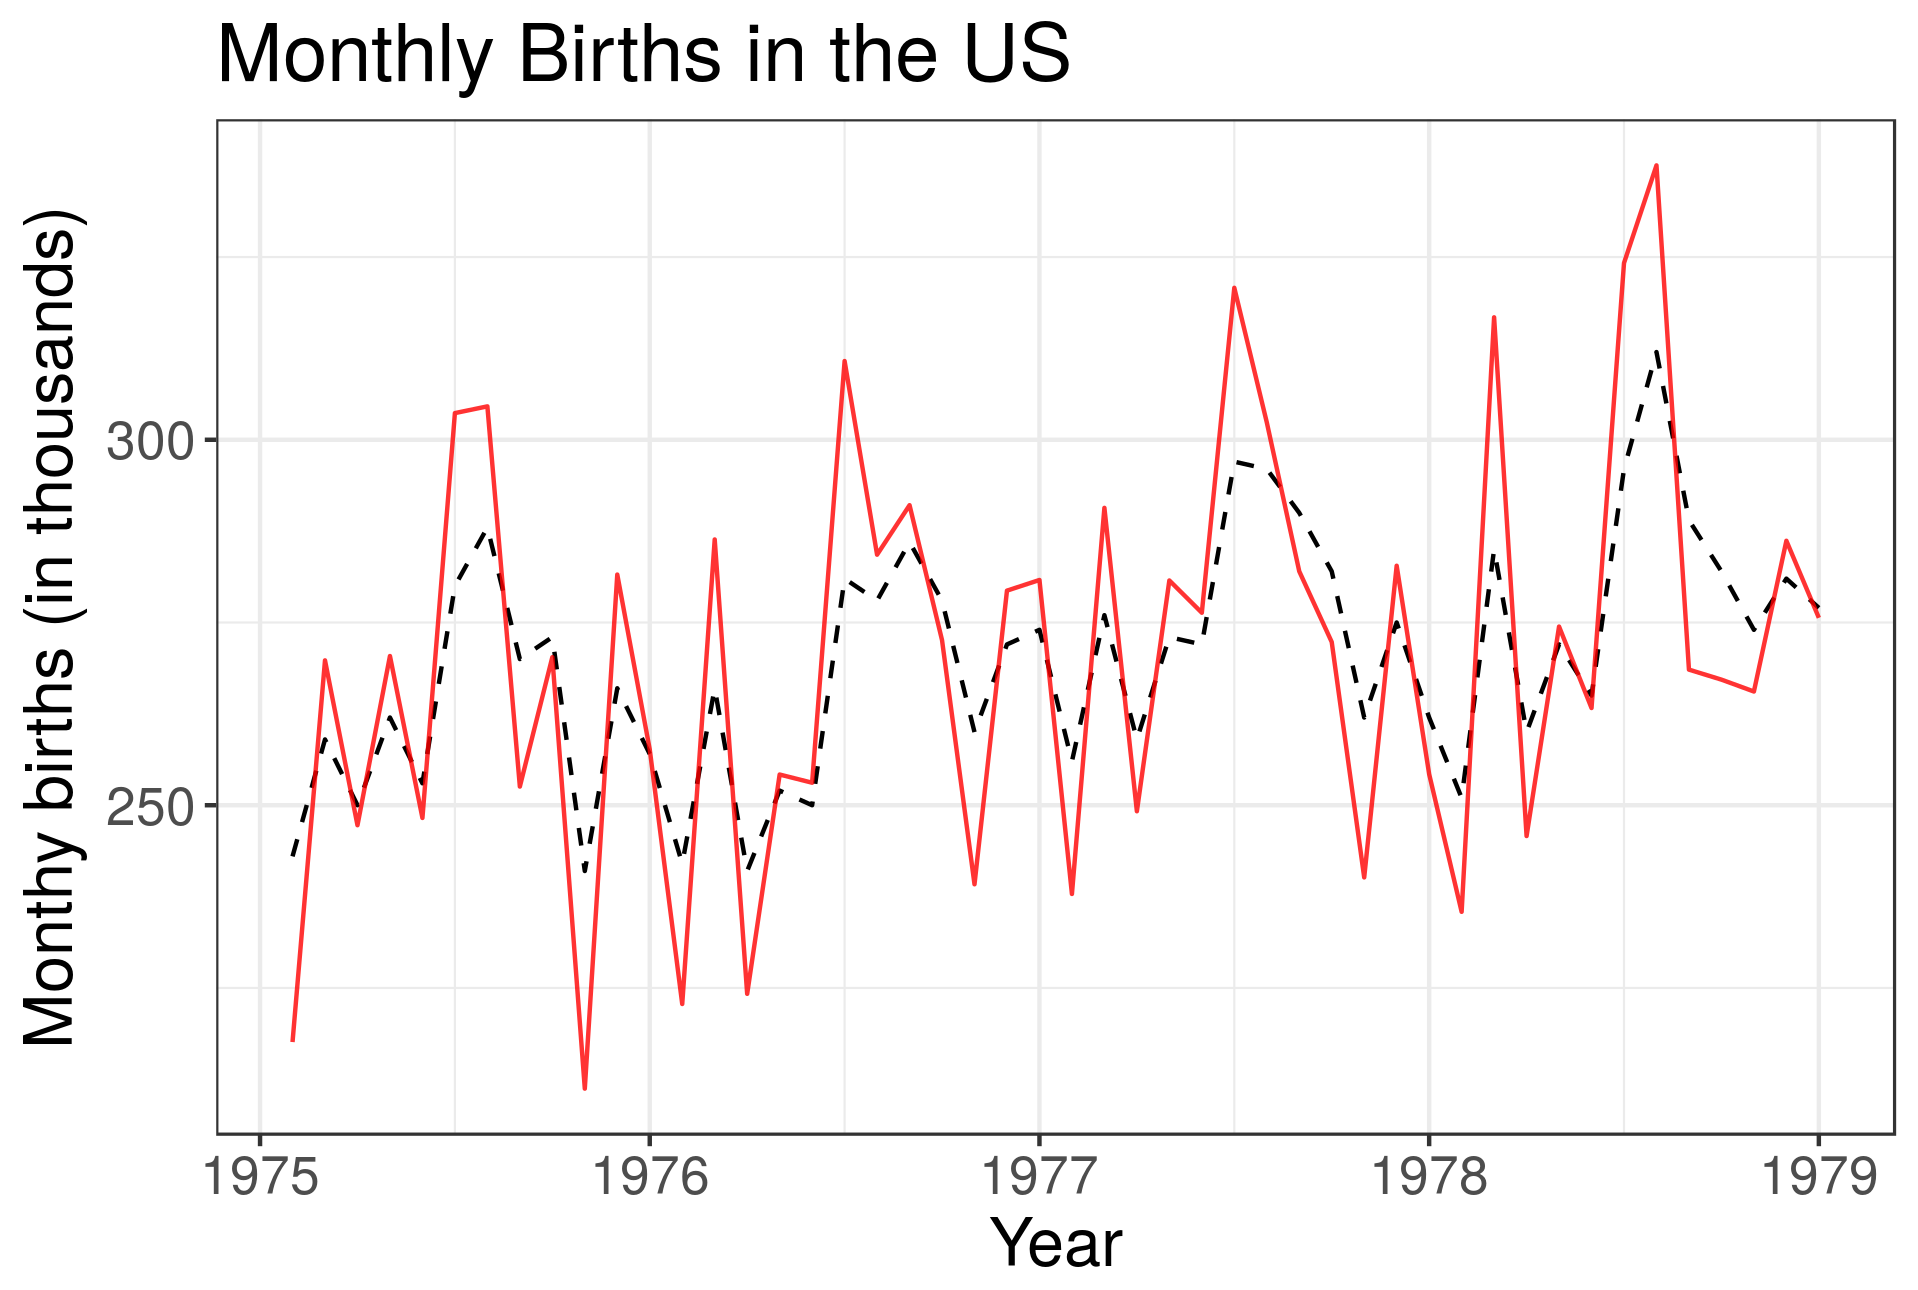 Monthly Births in the US
Monthy births (in thousands)
300
250
1975 1976 1977 1978 1979
Year